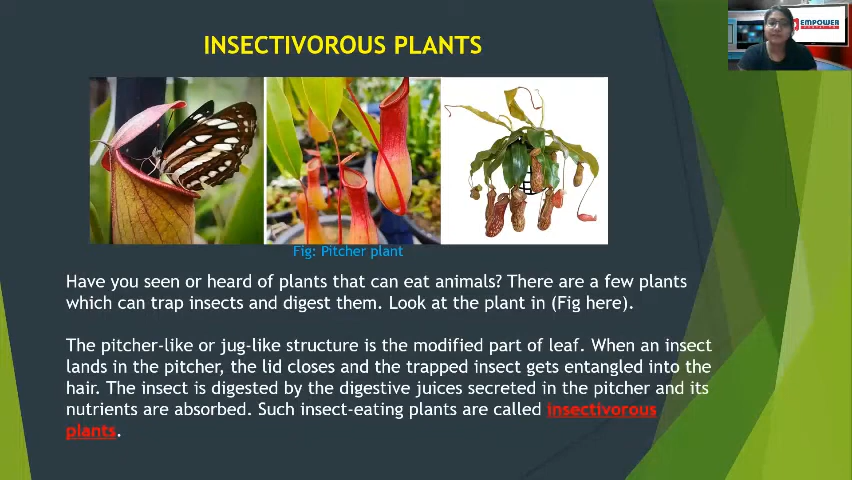 INSECTIVOROUS PLANTS
EMPOWER
Fig: Pitcher plant
Have you seen or heard of plants that can eat animals? There are a few plants
which can trap insects and digest them. Look at the plant in (Fig here).
The pitcher-like or jug-like structure is the modified part of leaf. When an insect
lands in the pitcher, the lid closes and the trapped insect gets entangled into the
hair. The insect is digested by the digestive juices secreted in the pitcher and its
nutrients are absorbed. Such insect-eating plants are called insectivorous
plants.